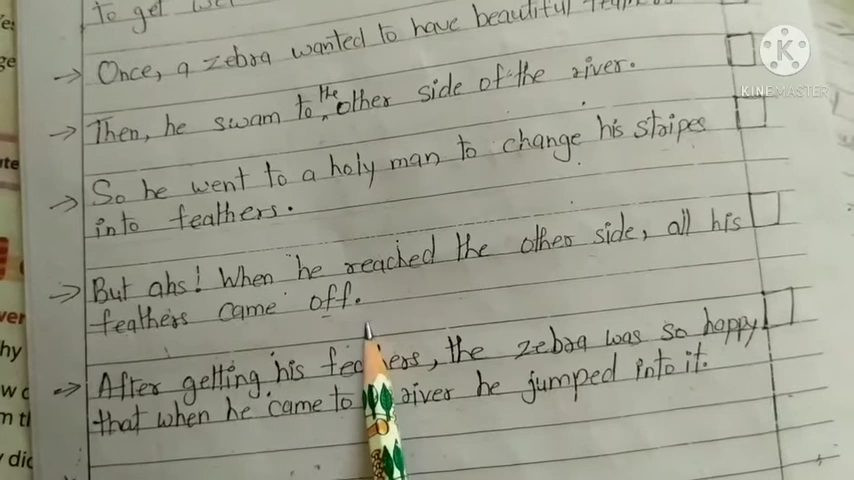 to get
→ Once, a zebra wanted to have beautiful
→ Then, he swam to the other side of the river.
→ So he went to a holy man to change his stripes
into feathers.
→ But ahs! When he reached the other side, all his
feathers came off.
→ After getting his feathers, the zebra was so happy
that when he came to river he jumped into it.
K
KINEMASTER